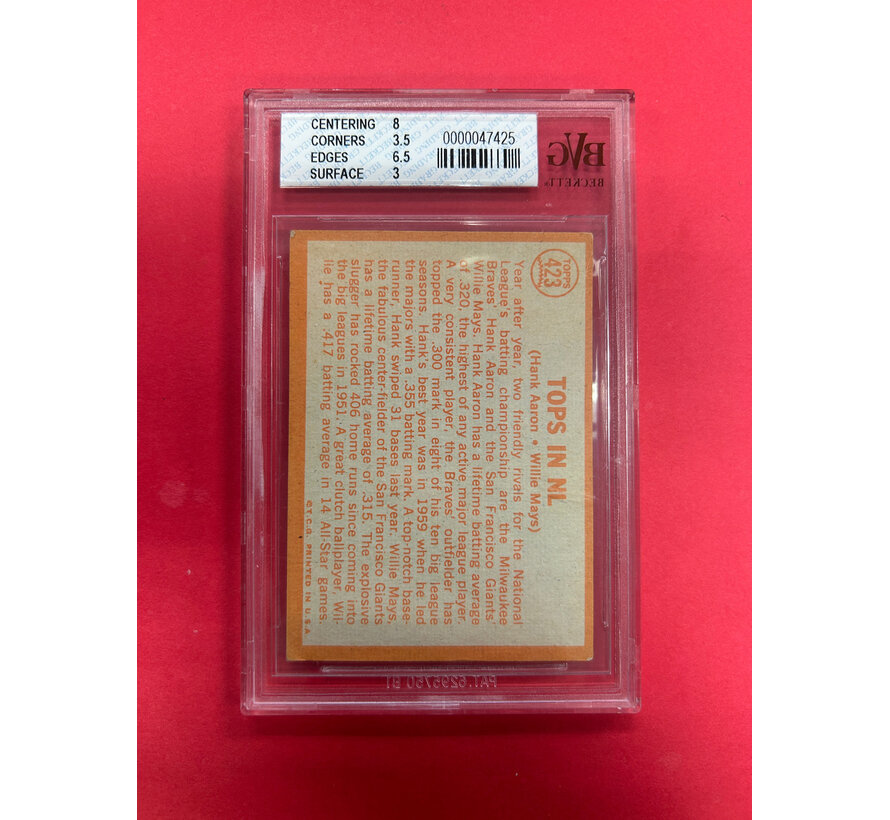 CENTERING 8
CORNERS 3.5
EDGES 6.5
SURFACE 3
0000047425
BVG
BECKETT
TOPPS
423
TOPS IN NL
(Hank Aaron • Willie Mays)
Year after year, two friendly rivals for the National
League's batting championship are the Milwaukee
Braves' Hank Aaron and the San Francisco Giants'
Willie Mays. Hank Aaron has a lifetime batting average
of .320, the highest of any active major league player.
A very consistent player, the Braves' outfielder has
topped the .300 mark in eight of his ten big league
seasons. Hank's best year was in 1959 when he led
the majors with a .355 batting mark. A top-notch base-
runner, Hank swiped 31 bases last year. Willie Mays,
the fabulous center-fielder of the San Francisco Giants
has a lifetime batting average of .315. The explosive
slugger has rocked 406 home runs since coming into
the big leagues in 1951. A great clutch ballplayer, Wil-
lie has a .417 batting average in 14 All-Star games.
©T.C.G. PRINTED IN U.S.A.
PAT. 6295750 B1